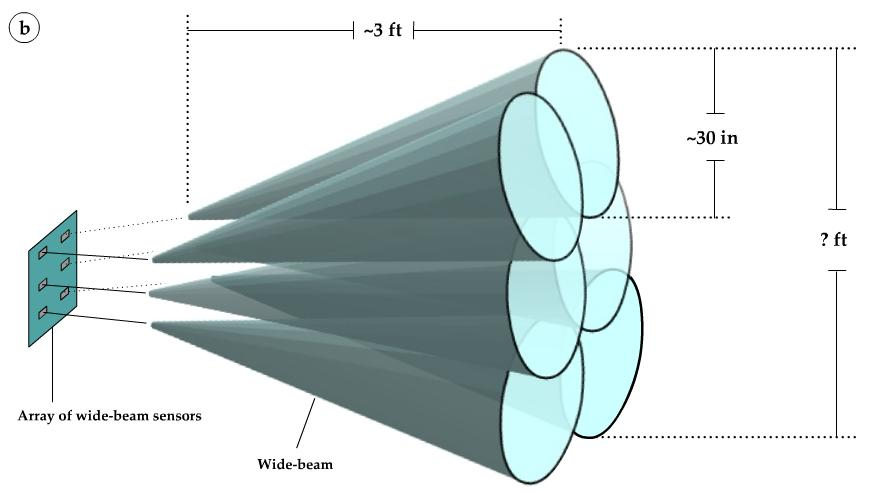 b
~3 ft
~30 in
? ft
Array of wide-beam sensors
Wide-beam